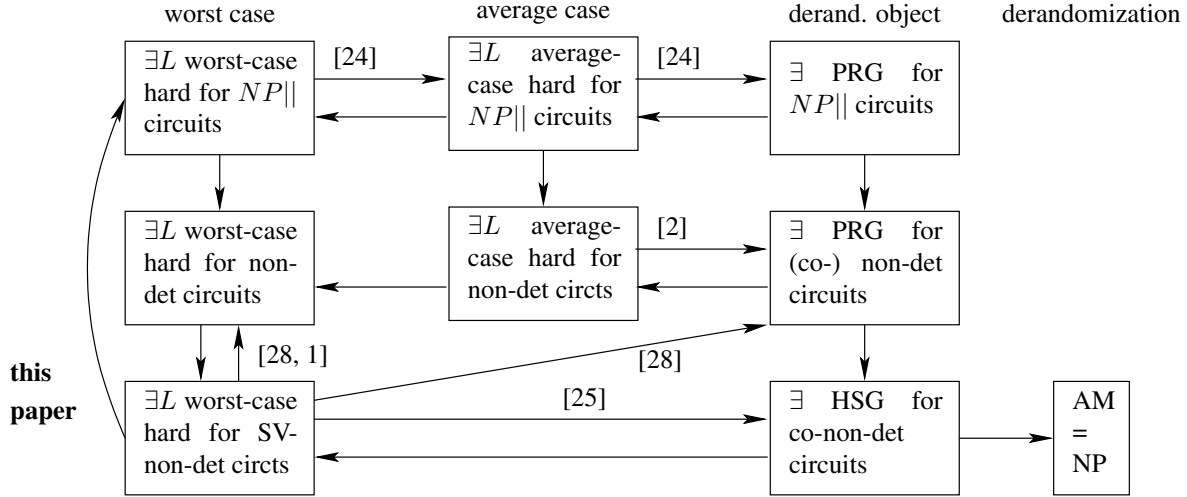 worst case
average case
derand. object
derandomization
∃L worst-case
hard for NP||
circuits
[24]
∃L average-
case hard for
NP|| circuits
[24]
∃ PRG for
NP|| circuits
∃L worst-case
hard for non-
det circuits
∃L average-
case hard for
non-det circts
[2]
∃ PRG for
(co-) non-det
circuits
[28, 1]
[28]
this
paper
∃L worst-case
hard for SV-
non-det circts
[25]
∃ HSG for
co-non-det
circuits
AM
=
NP